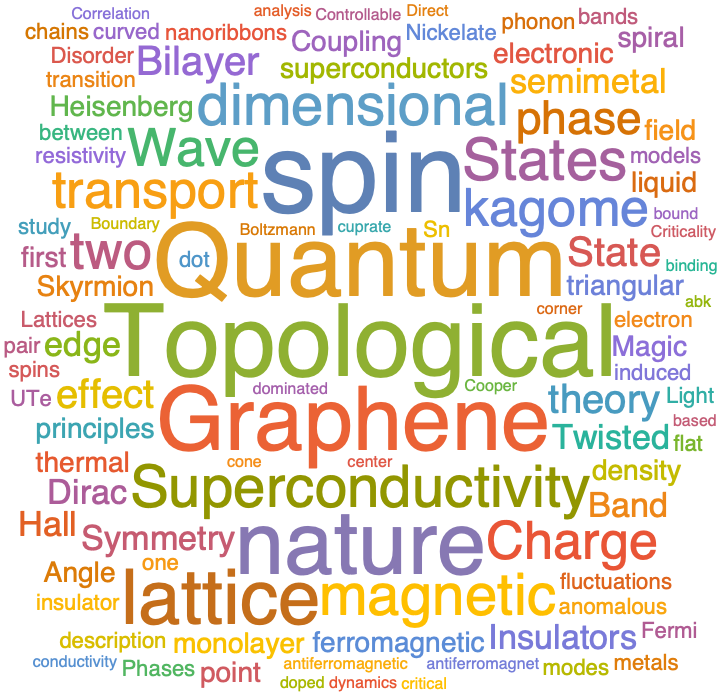 Correlation
analysis Controllable Direct
chains curved nanoribbons Coupling Nickelate phonon bands
spiral
Disorder Bilayer superconductors electronic
transition semimetal
Heisenberg dimensional phase field
between Wave spin States models
resistivity liquid
transport kagome bound
study Boundary Boltzmann cuprate Sn Criticality
first two dot Quantum State binding
Skyrmion triangular
abk
Lattices Topological corner electron
pair edge Magic
spins Cooper induced
UTe effect dominated theory Light
Graphene based
principles Twisted flat
thermal cone center density
Dirac Superconductivity Band
Hall Symmetry nature Charge
Angle one fluctuations
insulator lattice magnetic anomalous
description monolayer ferromagnetic Insulators Fermi
conductivity Phases point antiferromagnetic antiferromagnet modes metals
doped dynamics critical